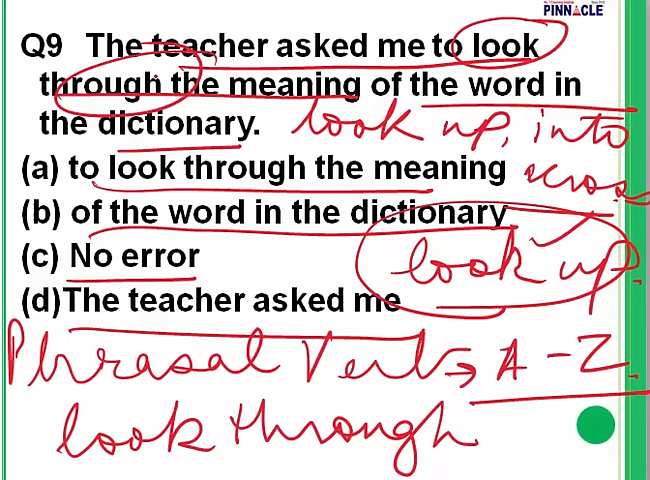 PINNACLE
Q9 The teacher asked me to look
through the meaning of the word in
the dictionary. look up, into
(a) to look through the meaning across
(b) of the word in the dictionary
(c) No error look up.
(d)The teacher asked me
Phrasal Verb → A - Z.
look through